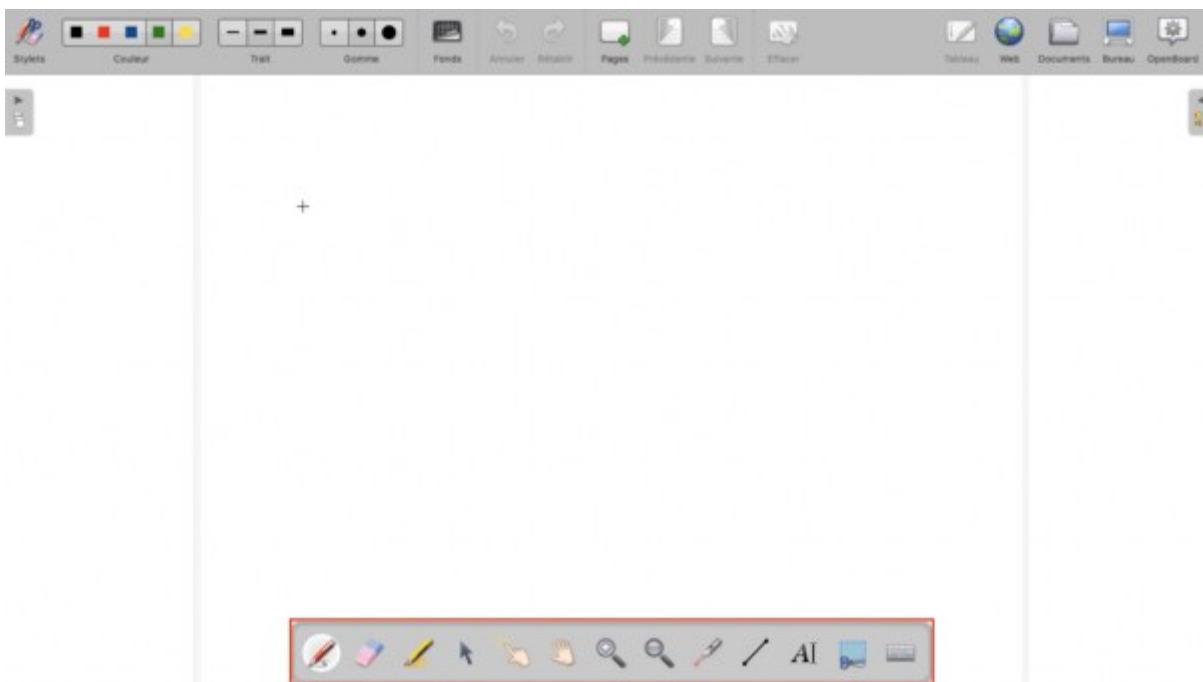 Stylets Couleur Trait Gomme Fonds Annuler Rétablir Pages Précédente Suivante Effacer Tableau Web Documents Bureau OpenBoard
AI